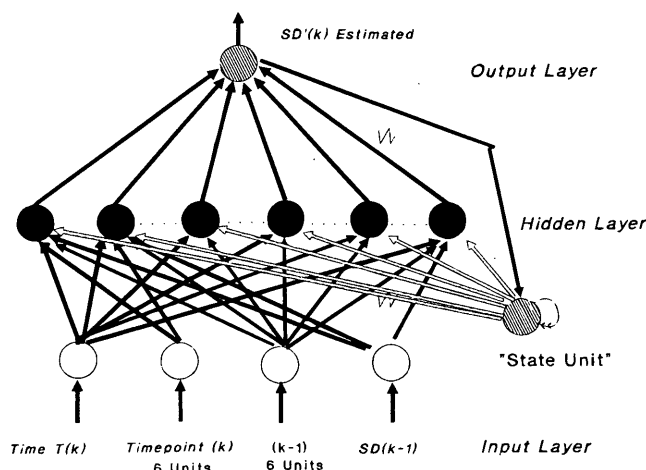 SD'(k) Estimated
Output Layer
W
Hidden Layer
W
"State Unit"
Time T(k) Timepoint (k) (k-1) SD(k-1) Input Layer
6 Units 6 Units